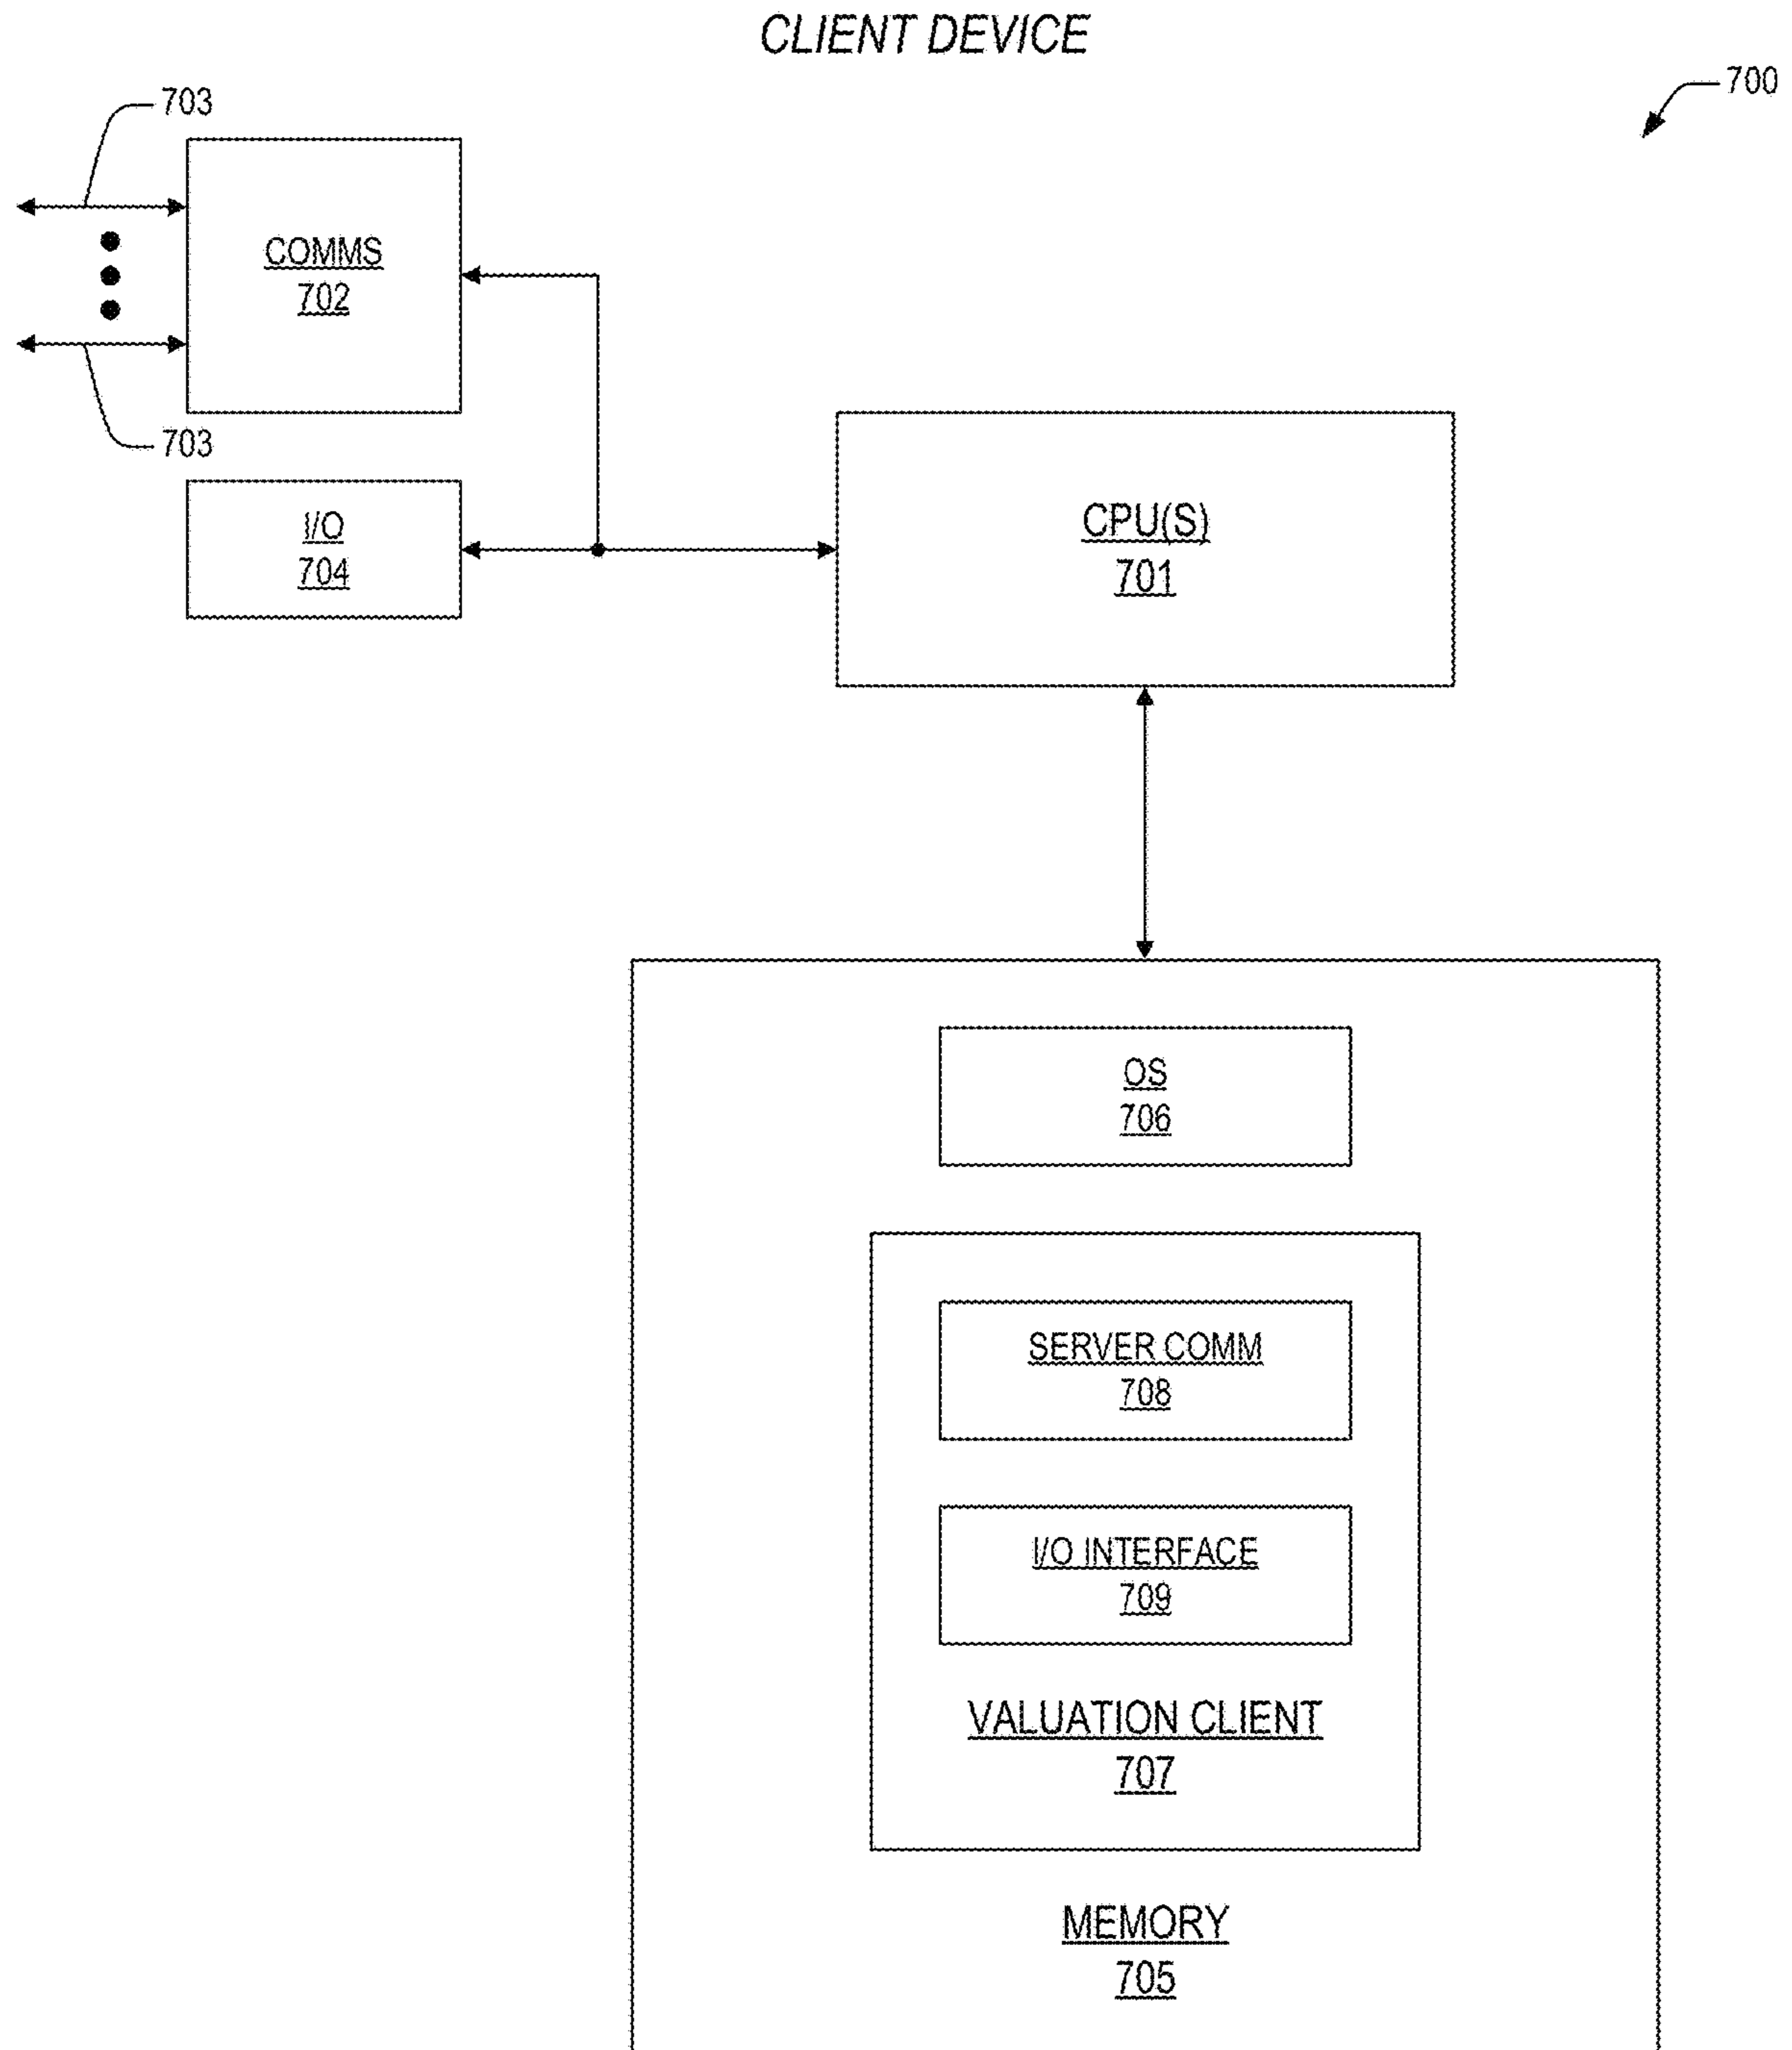 CLIENT DEVICE
700
703
COMMS
702
703
I/O
704
CPU(S)
701
OS
706
SERVER COMM
708
I/O INTERFACE
709
VALUATION CLIENT
707
MEMORY
705